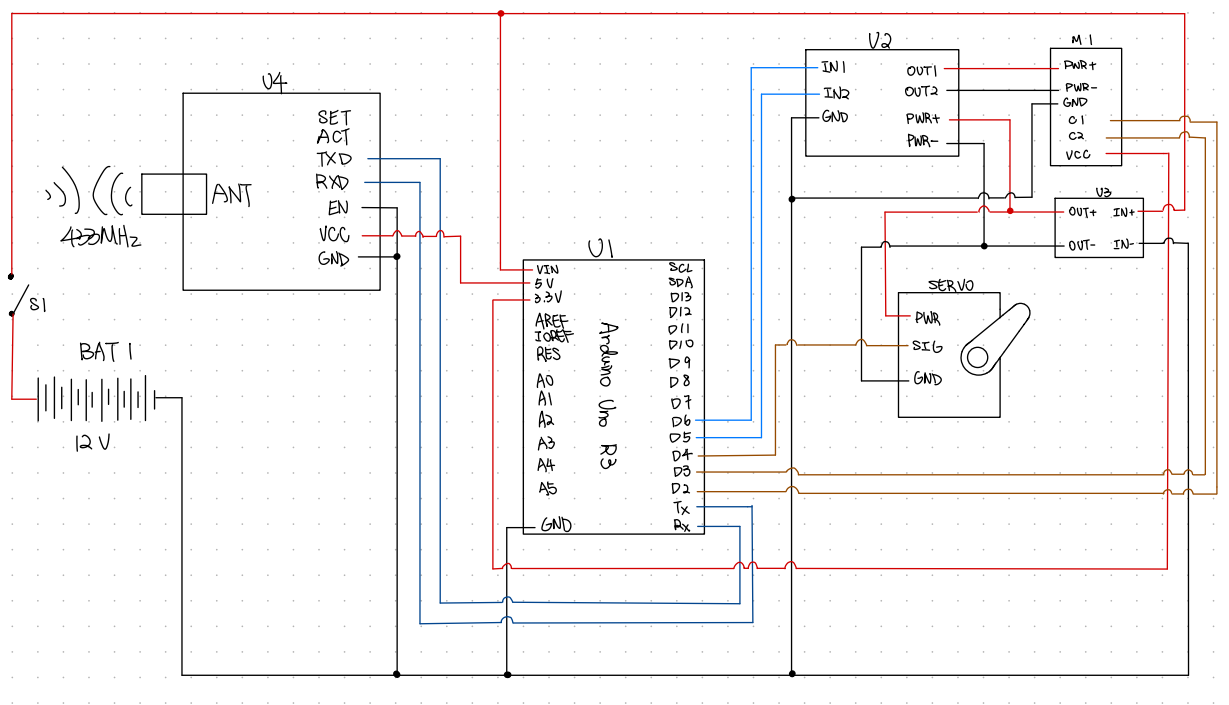 U4
SET
ACT
TXD
RXD
EN
VCC
GND
ANT
433MHz
S1
BAT 1
12V
U1
VIN
5V
3.3V
AREF
IOREF
RES
A0
A1
A2
A3
A4
A5
GND
Arduino Uno R3
SCL
SDA
D13
D12
D11
D10
D9
D8
D7
D6
D5
D4
D3
D2
Tx
Rx
U2
IN1
IN2
GND
OUT1
OUT2
PWR+
PWR-
M1
PWR+
PWR-
GND
C1
C2
VCC
U3
OUT+ IN+
OUT- IN-
SERVO
PWR
SIG
GND